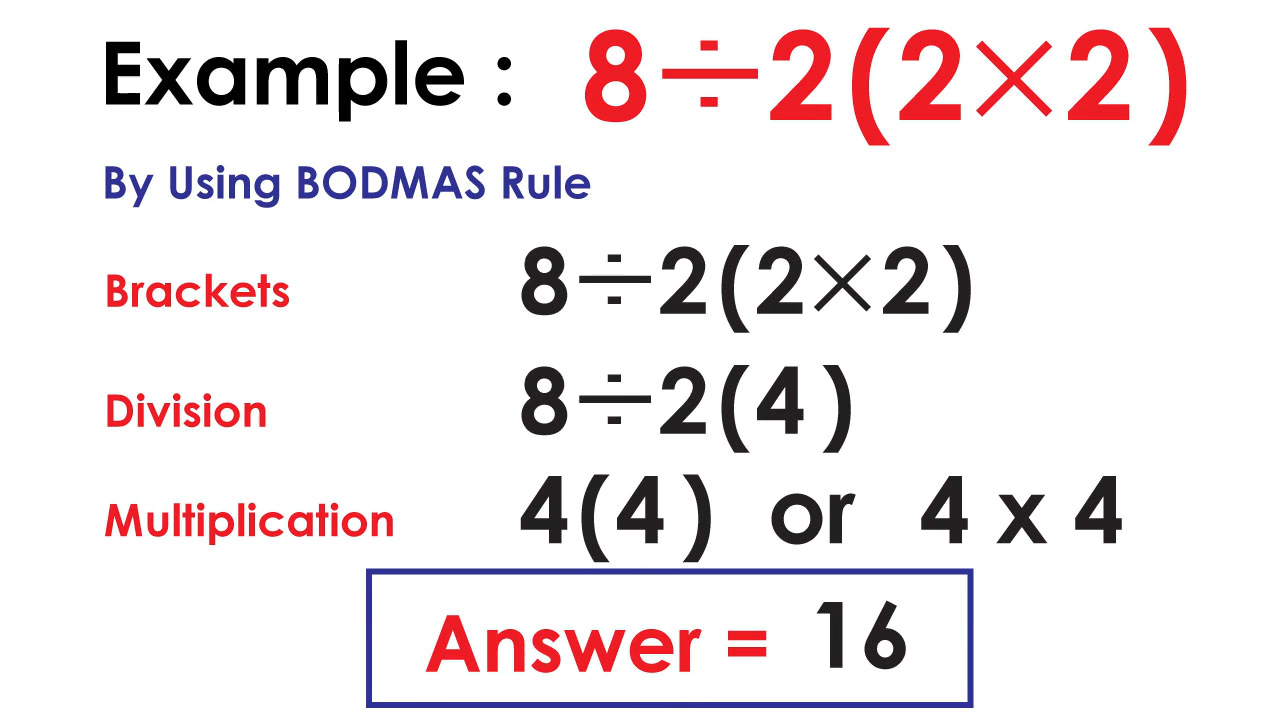 Example : 8÷2(2×2)
By Using BODMAS Rule
Brackets 8÷2(2×2)
Division 8÷2(4)
Multiplication 4(4) or 4 x 4
Answer = 16